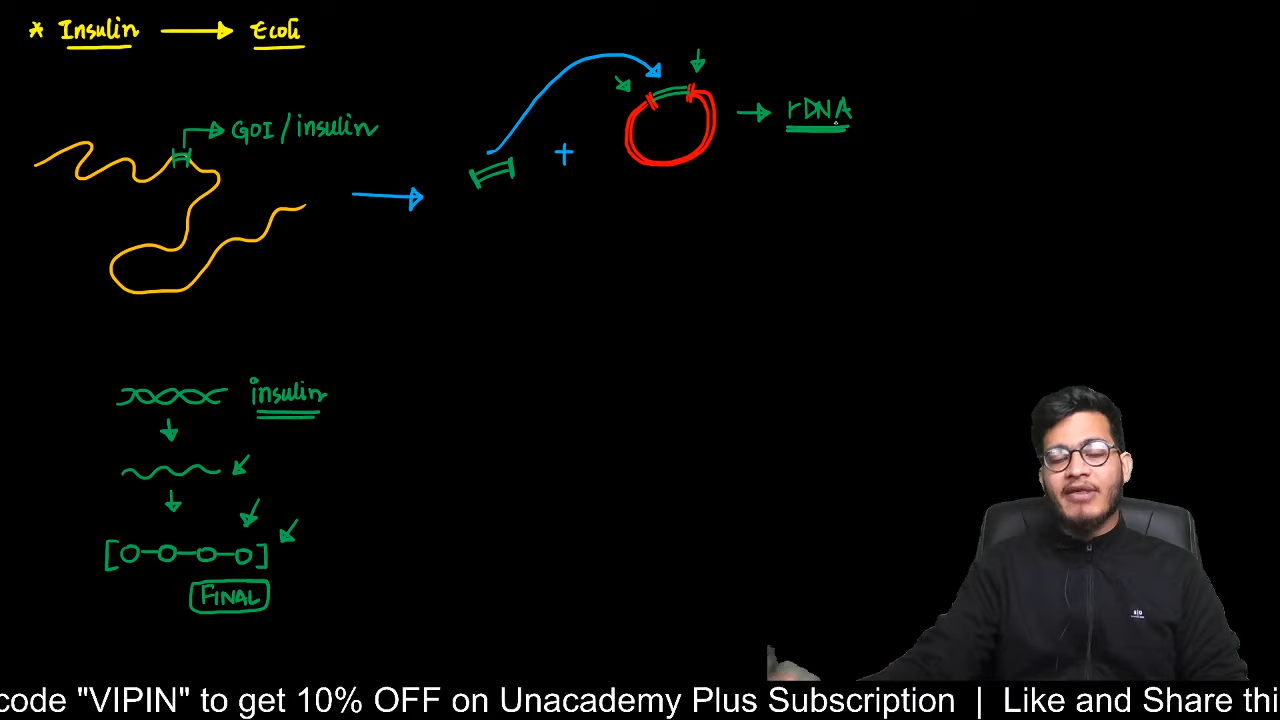 * Insulin → Ecoli
GOI/insulin
+
→ rDNA
insulin
FINAL
code "VIPIN" to get 10% OFF on Unacademy Plus Subscription | Like and Share thi